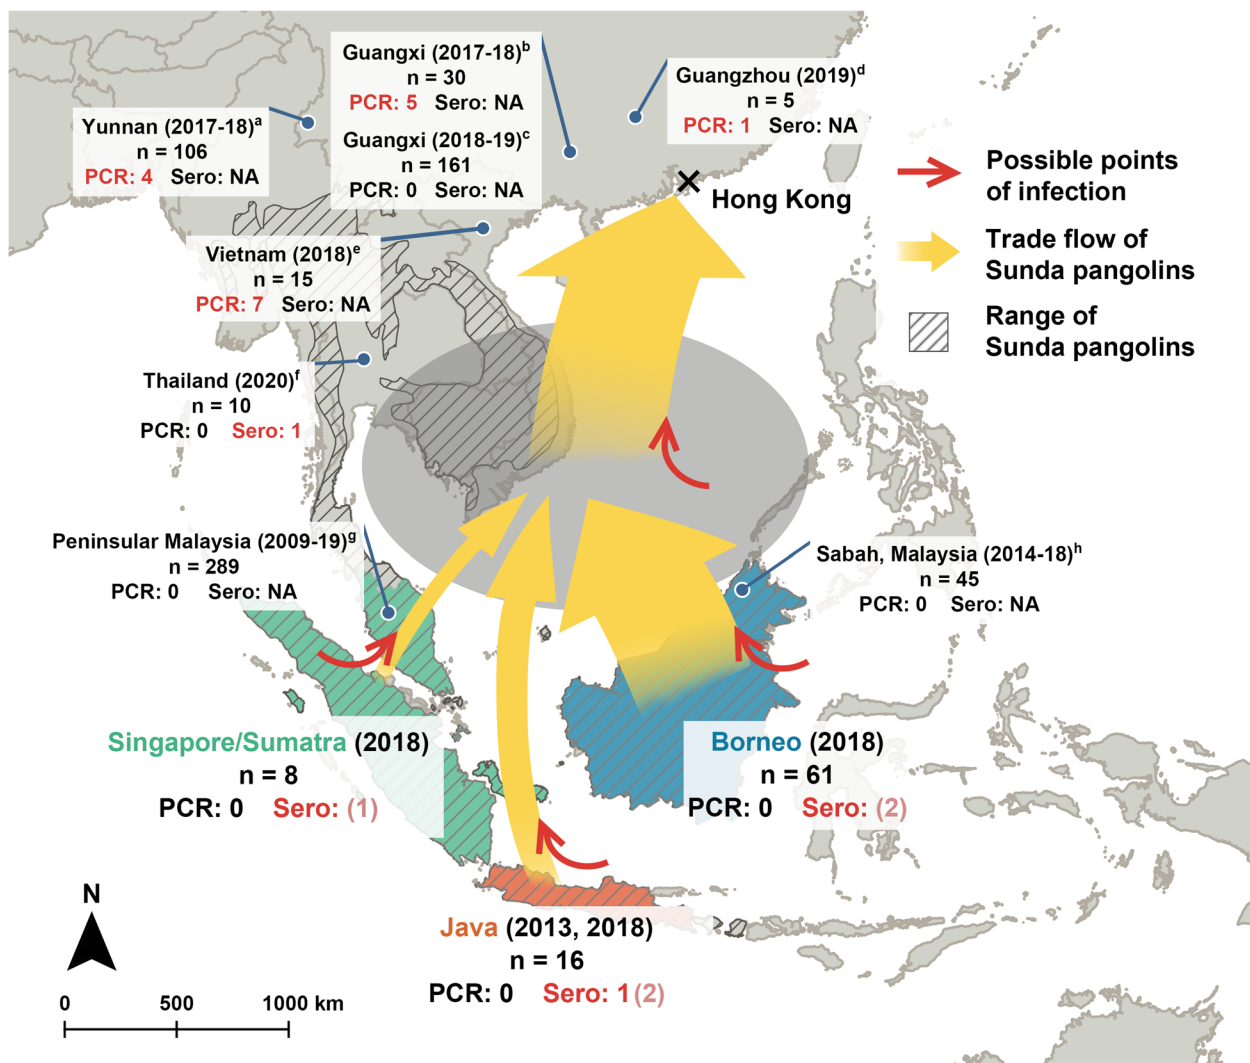 Guangxi (2017-18)b
n = 30
PCR: 5 Sero: NA
Guangxi (2018-19)c
n = 161
PCR: 0 Sero: NA
Guangzhou (2019)d
n = 5
PCR: 1 Sero: NA
Yunnan (2017-18)a
n = 106
PCR: 4 Sero: NA
Possible points
of infection
Trade flow of
Sunda pangolins
Range of
Sunda pangolins
Hong Kong
Vietnam (2018)e
n = 15
PCR: 7 Sero: NA
Thailand (2020)f
n = 10
PCR: 0 Sero: 1
Peninsular Malaysia (2009-19)g
n = 289
PCR: 0 Sero: NA
Sabah, Malaysia (2014-18)h
n = 45
PCR: 0 Sero: NA
Singapore/Sumatra (2018)
n = 8
PCR: 0 Sero: (1)
Borneo (2018)
n = 61
PCR: 0 Sero: (2)
Java (2013, 2018)
n = 16
PCR: 0 Sero: 1 (2)
N
0 500 1000 km